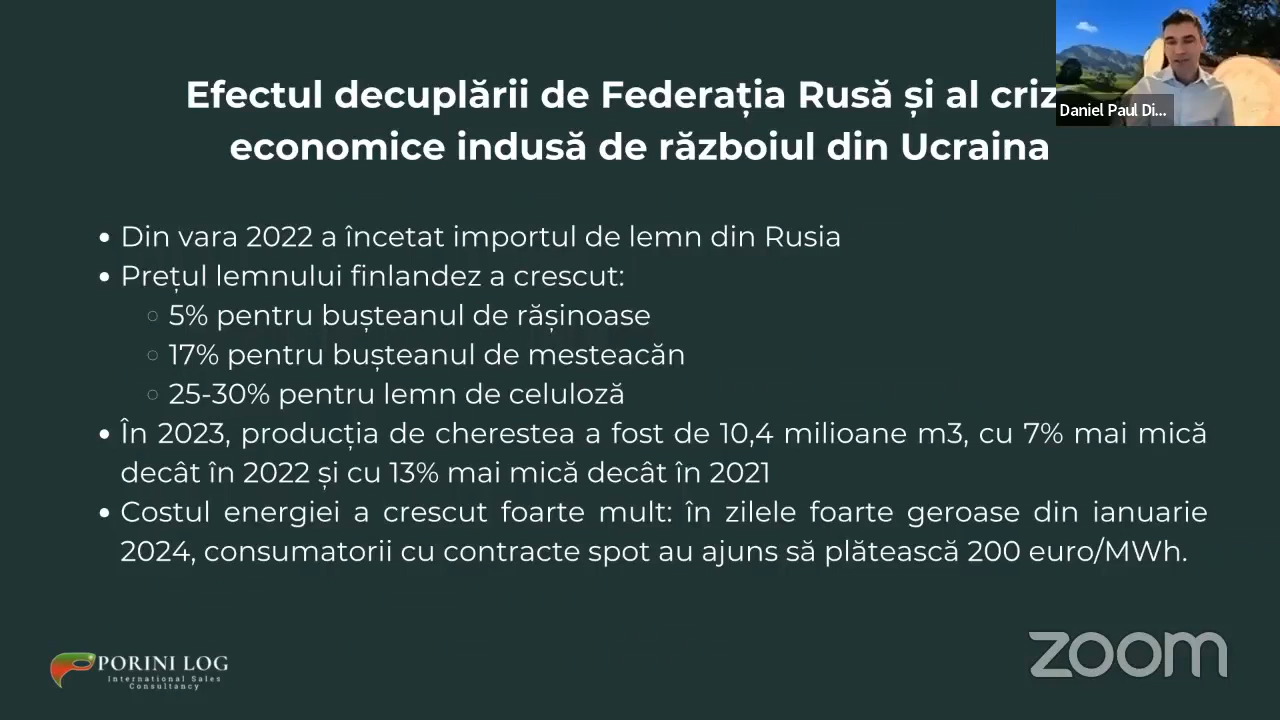 Efectul decuplării de Federația Rusă și al criz
economice indusă de războiul din Ucraina
Daniel Paul Di...
• Din vara 2022 a încetat importul de lemn din Rusia
• Prețul lemnului finlandez a crescut:
○ 5% pentru bușteanul de rășinoase
○ 17% pentru bușteanul de mesteacăn
○ 25-30% pentru lemn de celuloză
• În 2023, producția de cherestea a fost de 10,4 milioane m3, cu 7% mai mică
decât în 2022 și cu 13% mai mică decât în 2021
• Costul energiei a crescut foarte mult: în zilele foarte geroase din ianuarie
2024, consumatorii cu contracte spot au ajuns să plătească 200 euro/MWh.
PORINI LOG
International Sales
Consultancy
zoom